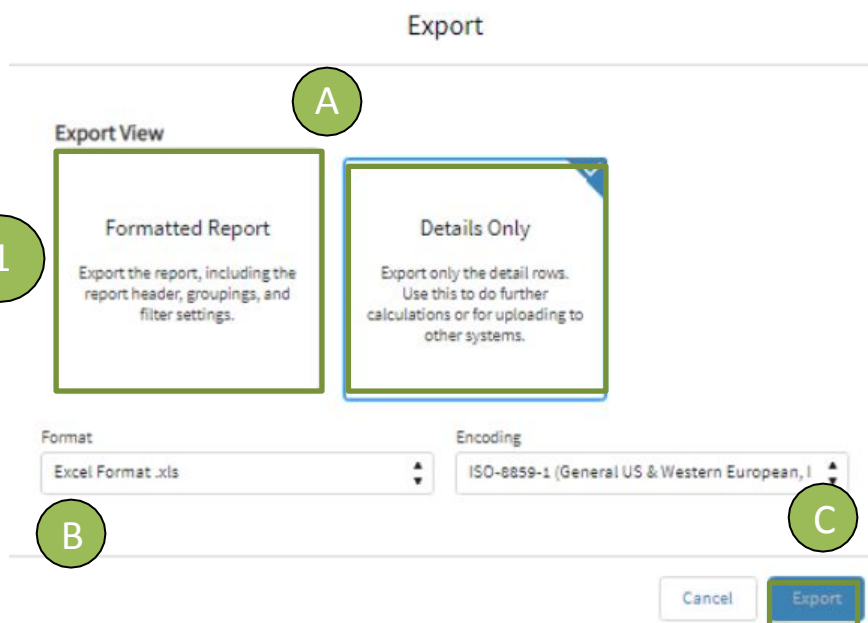 Export
A
Export View
Formatted Report
Export the report, including the
report header, groupings, and
filter settings.
Details Only
Export only the detail rows.
Use this to do further
calculations or for uploading to
other systems.
1
Format
Excel Format .xls
Encoding
ISO-8859-1 (General US & Western European, I
B
C
Cancel
Export